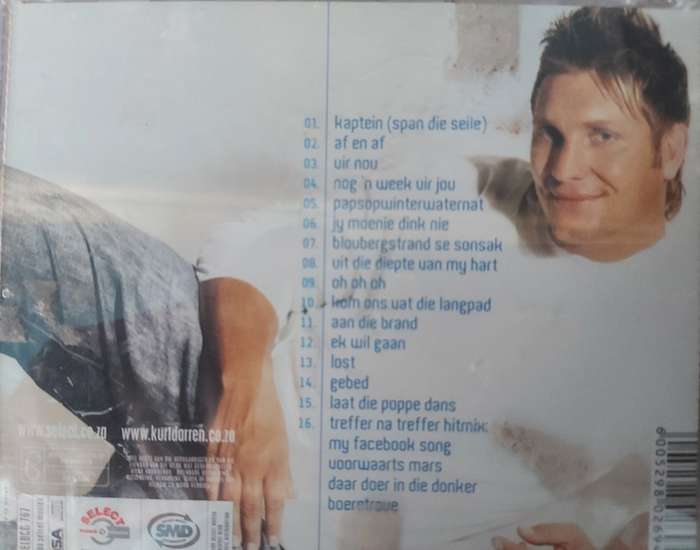 01. kaptein (span die seile)
02. af en af
03. vir nou
04. nog 'n week vir jou
05. papsopwinterwaternat
06. jy moenie dink nie
07. bloubergstrand se sonsak
08. uit die diepte van my hart
09. oh oh oh
10. kom ons vat die langpad
11. aan die brand
12. ek wil gaan
13. lost
14. gebed
15. laat die poppe dans
16. treffer na treffer hitmix:
my facebook song
voorwaarts mars
daar doer in die donker
boertroue
www.select.co.za www.kurtdarren.co.za
SELECT
SMD